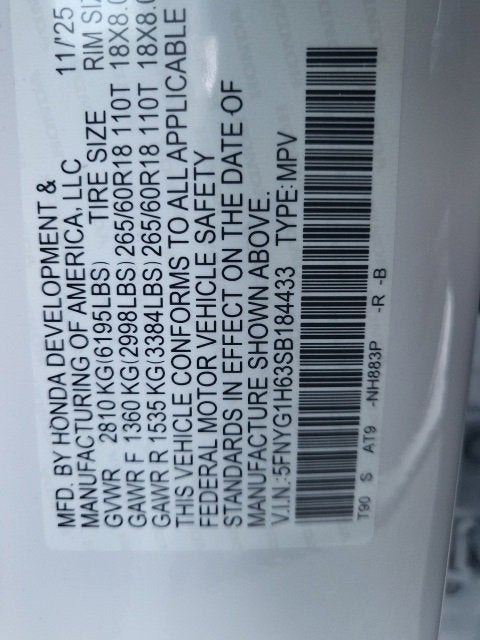 MFD. BY HONDA DEVELOPMENT & 11/'25
MANUFACTURING OF AMERICA, LLC
GVWR 2810 KG(6195LBS) TIRE SIZE RIM
GAWR F 1360 KG(2998LBS) 265/60R18 110T 18X8.
GAWR R 1535 KG(3384LBS) 265/60R18 110T 18X8.
THIS VEHICLE CONFORMS TO ALL APPLICABLE
FEDERAL MOTOR VEHICLE SAFETY
STANDARDS IN EFFECT ON THE DATE OF
MANUFACTURE SHOWN ABOVE.
V.I.N.:5FNYG1H63SB184433 TYPE: MPV
T90 S AT9 -NH883P -R -B